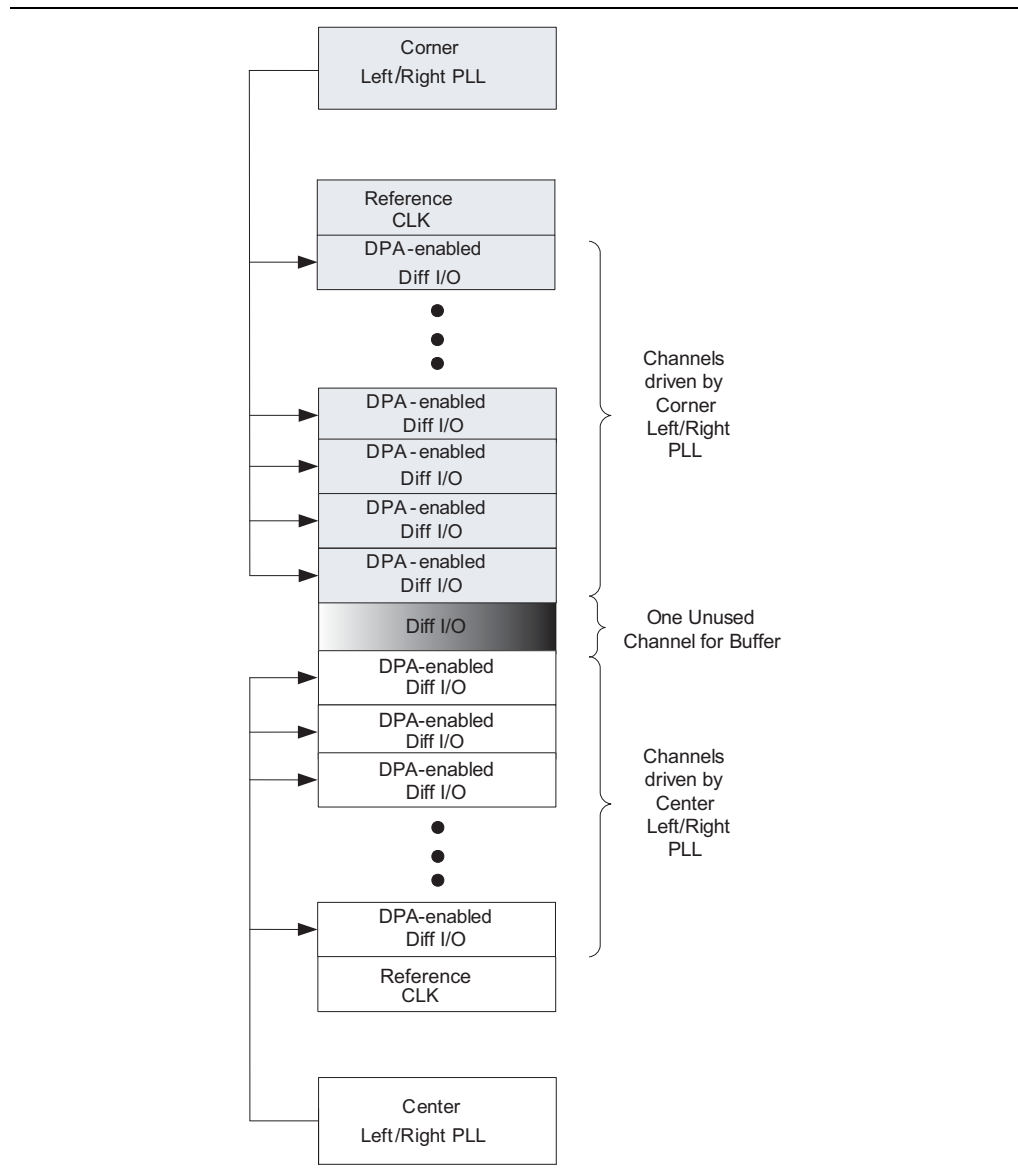 Corner
Left/Right PLL
Reference
CLK
DPA-enabled
Diff I/O
DPA-enabled
Diff I/O
DPA-enabled
Diff I/O
DPA-enabled
Diff I/O
DPA-enabled
Diff I/O
Channels
driven by
Corner
Left/Right
PLL
Diff I/O
One Unused
Channel for Buffer
DPA-enabled
Diff I/O
DPA-enabled
Diff I/O
DPA-enabled
Diff I/O
DPA-enabled
Diff I/O
Channels
driven by
Center
Left/Right
PLL
Reference
CLK
Center
Left/Right PLL